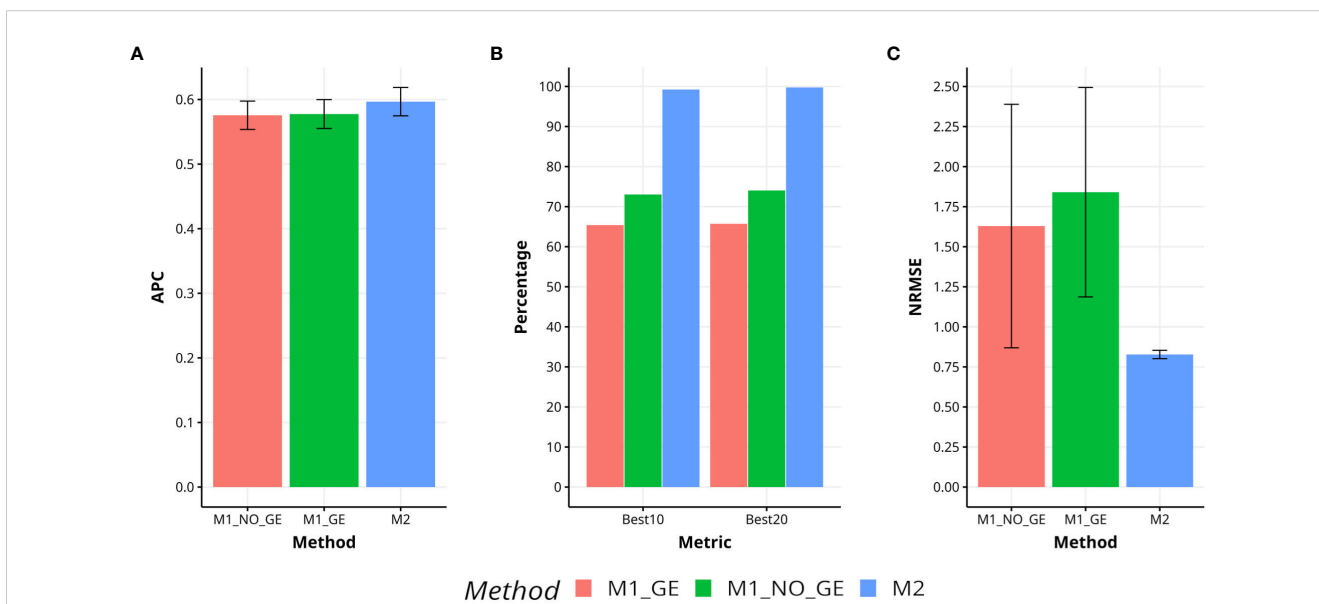 A
APC
0.6
0.5
0.4
0.3
0.2
0.1
0.0
M1_NO_GE M1_GE M2
Method
B
Percentage
100
90
80
70
60
50
40
30
20
10
0
Best10 Best20
Metric
C
NRMSE
2.50
2.25
2.00
1.75
1.50
1.25
1.00
0.75
0.50
0.25
0.00
M1_NO_GE M1_GE M2
Method
Method M1_GE M1_NO_GE M2